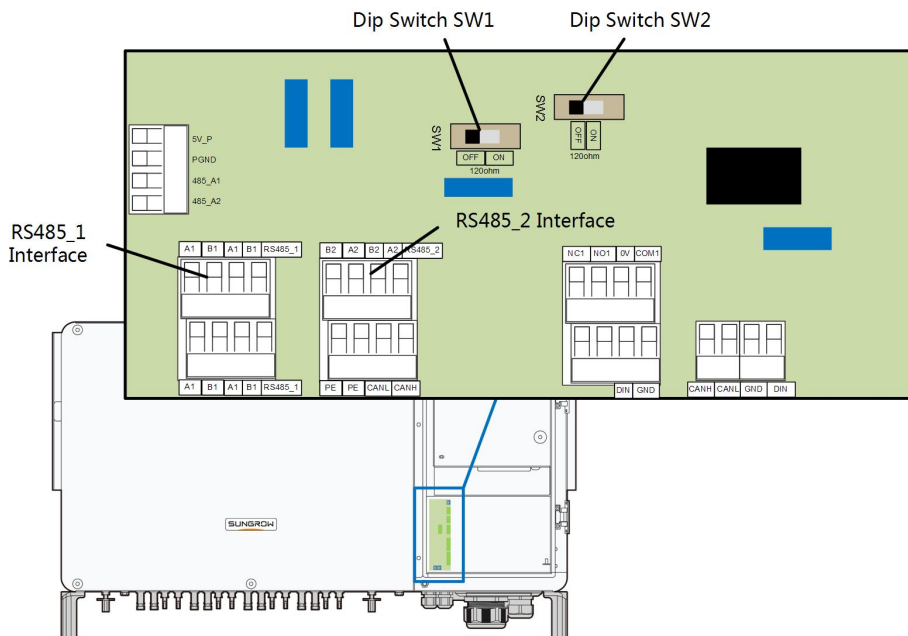 Dip Switch SW1
Dip Switch SW2
SW2
OFF
ON
120ohm
SW1
OFF ON
120ohm
5V_P
PGND
485_A1
485_A2
RS485_1
Interface
RS485_2 Interface
A1 B1 A1 B1 RS485_1
B2 A2 B2 A2 RS485_2
NC1 NO1 0V COM1
A1 B1 A1 B1 RS485_1
PE PE CANL CANH
DIN GND
CANH CANL GND DIN
SUNGROW